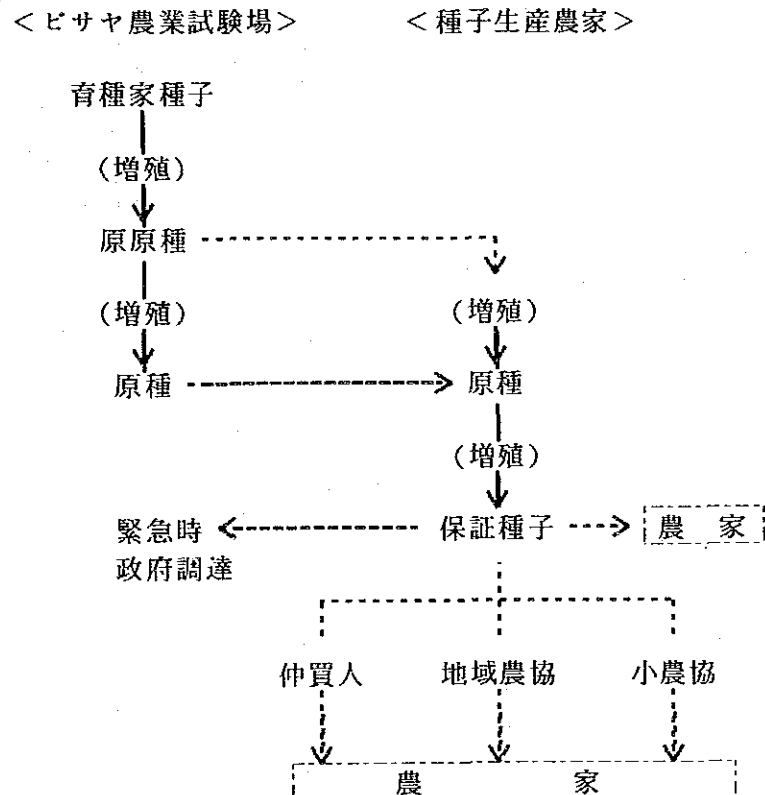 <ビサヤ農業試験場> <種子生産農家>
育種家種子
(増殖)
原原種
(増殖) (増殖)
原種 原種
(増殖)
緊急時 保証種子 農 家
政府調達
仲買人 地域農協 小農協
農 家